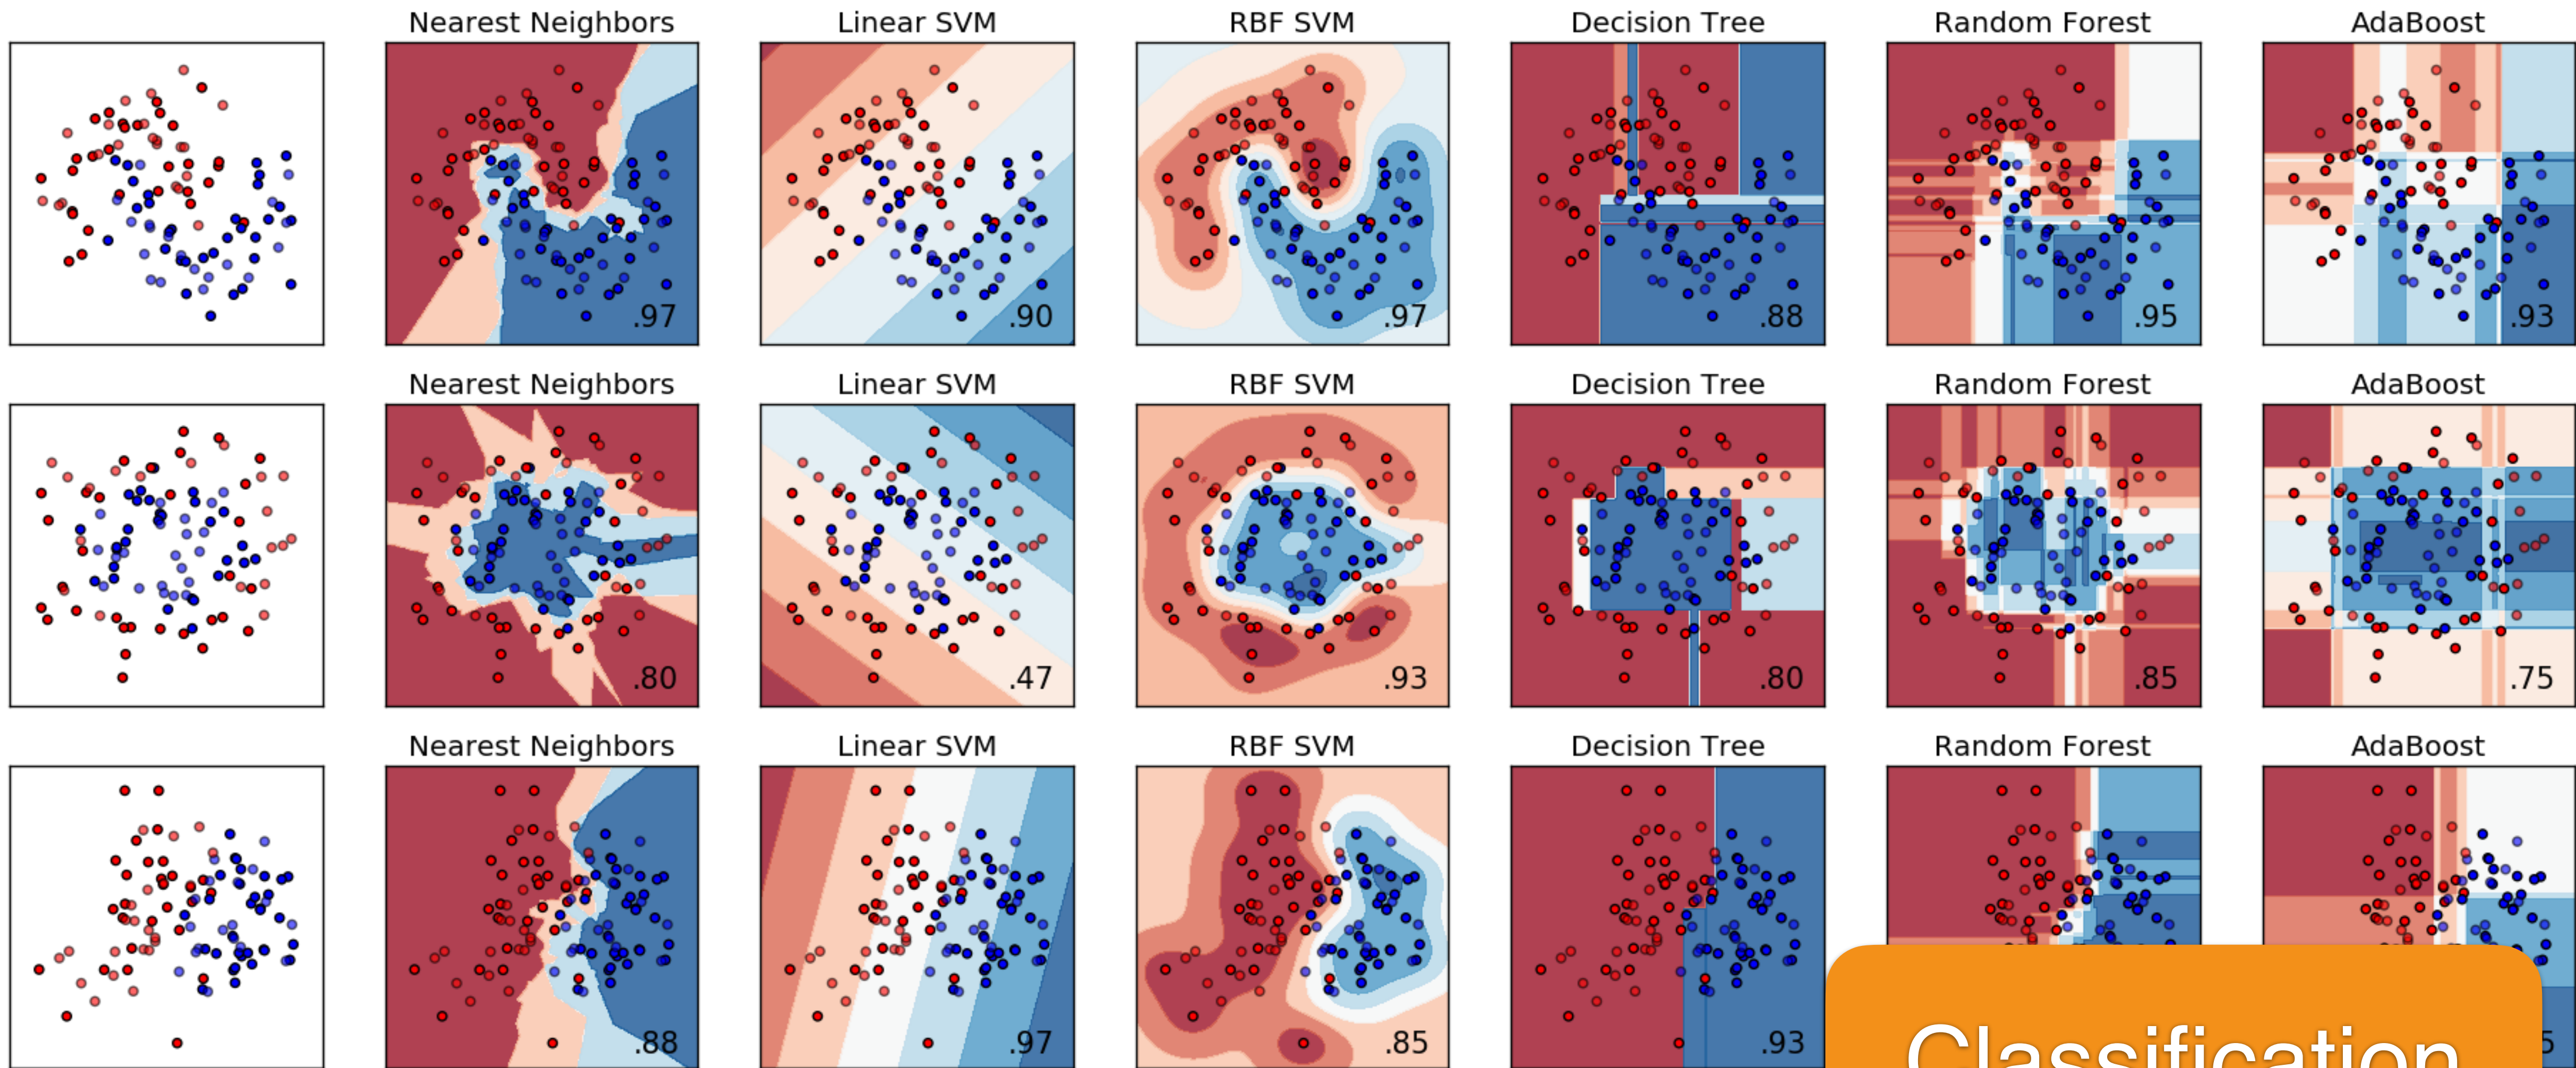 Nearest Neighbors Linear SVM RBF SVM Decision Tree Random Forest AdaBoost
.97 .90 .97 .88 .95 .93
Nearest Neighbors Linear SVM RBF SVM Decision Tree Random Forest AdaBoost
.80 .47 .93 .80 .85 .75
Nearest Neighbors Linear SVM RBF SVM Decision Tree Random Forest AdaBoost
.88 .97 .85 .93 5
Classification